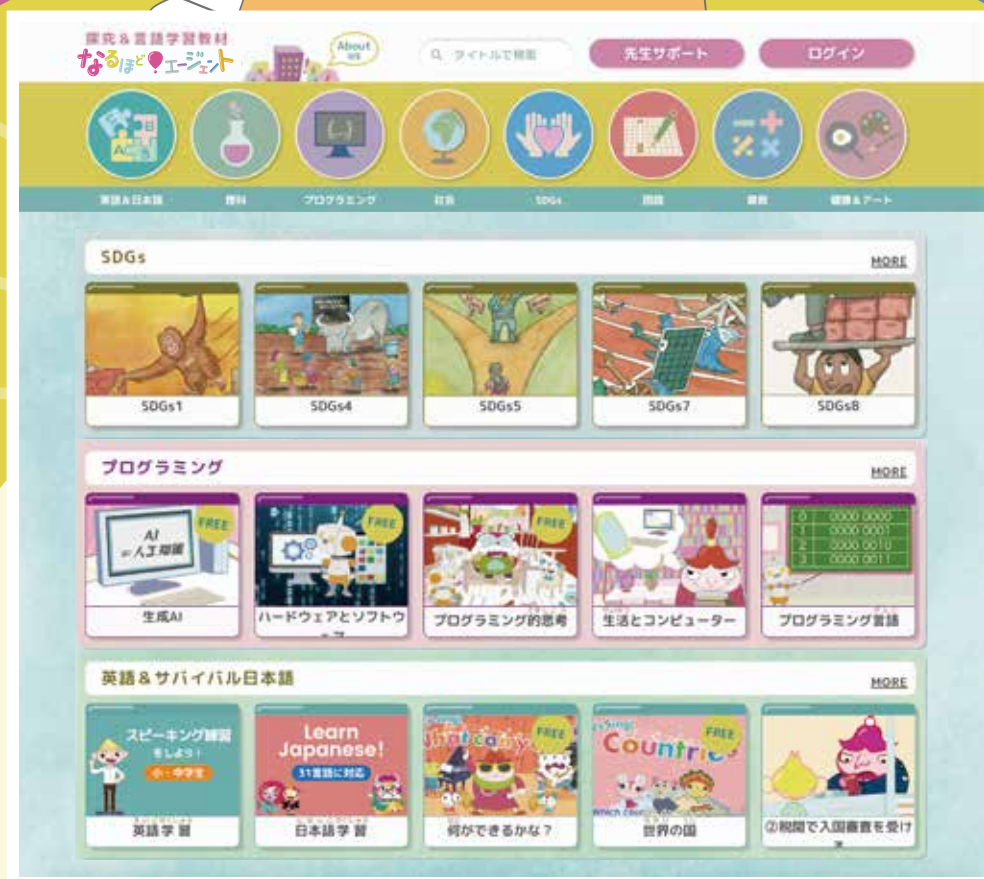 探究&言語学習教材
なるほど エージェント
About us
タイトルで検索
先生サポート
ログイン
英語&日本語
理科
プログラミング
社会
SDGs
国語
算数
健康&アート
SDGs
MORE
SDGs1
SDGs4
SDGs5
SDGs7
SDGs8
プログラミング
MORE
AI
=人工知能
FREE
FREE
FREE
0 0000 0000
1 0000 0001
2 0000 0010
3 0000 0011
生成AI
ハードウェアとソフトウ
プログラミング的思考
生活とコンピューター
プログラミング言語
英語&サバイバル日本語
MORE
スピーキング練習
をしよう!
小・中学生
Learn
Japanese!
31言語に対応
FREE
Sing!
Countries
FREE
英語学習
日本語学習
何ができるかな?
世界の国
②税関で入国審査を受け